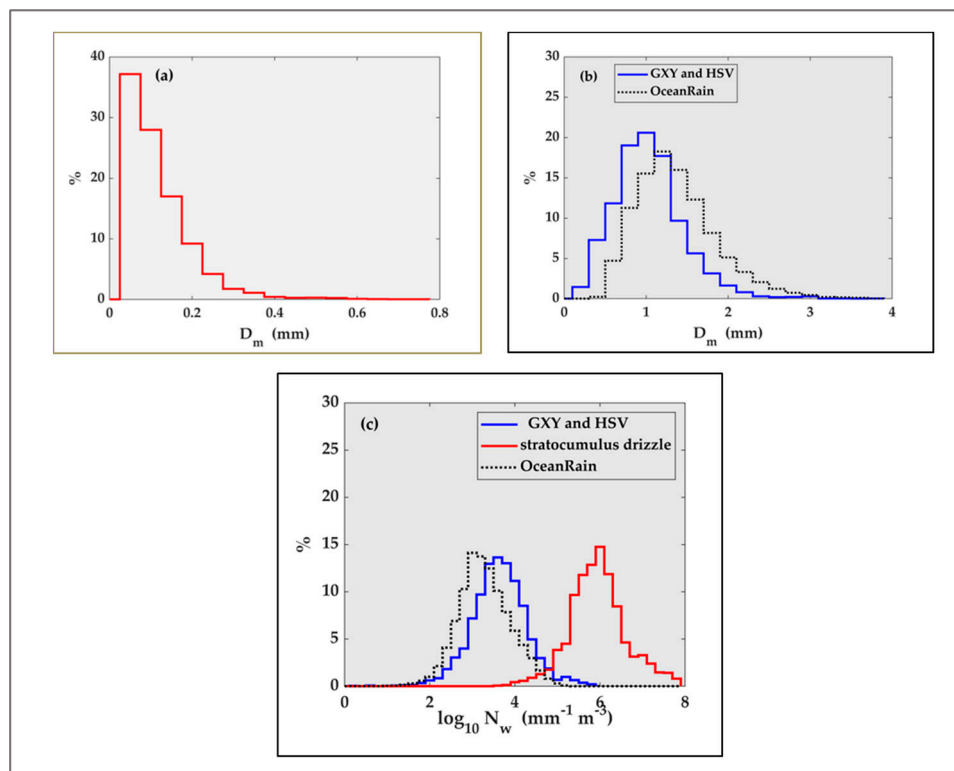 (a)
40
30
20
10
0
%
0 0.2 0.4 0.6 0.8
D_m (mm)
(b)
GXY and HSV
OceanRain
30
25
20
15
10
5
0
%
0 1 2 3 4
D_m (mm)
(c)
GXY and HSV
stratocumulus drizzle
OceanRain
30
25
20
15
10
5
0
%
0 2 4 6 8
log₁₀ N_w (mm⁻¹ m⁻³)